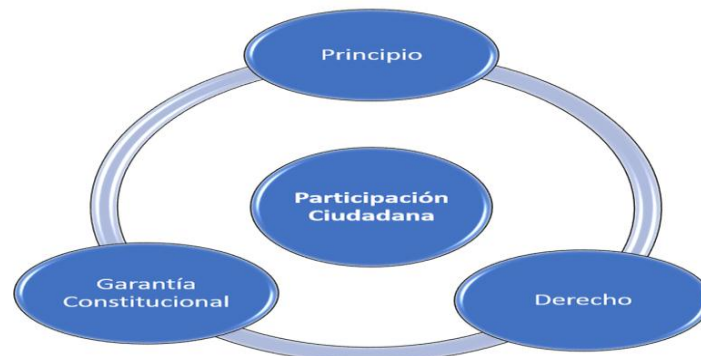 Principio
Participación
Ciudadana
Garantía
Constitucional
Derecho